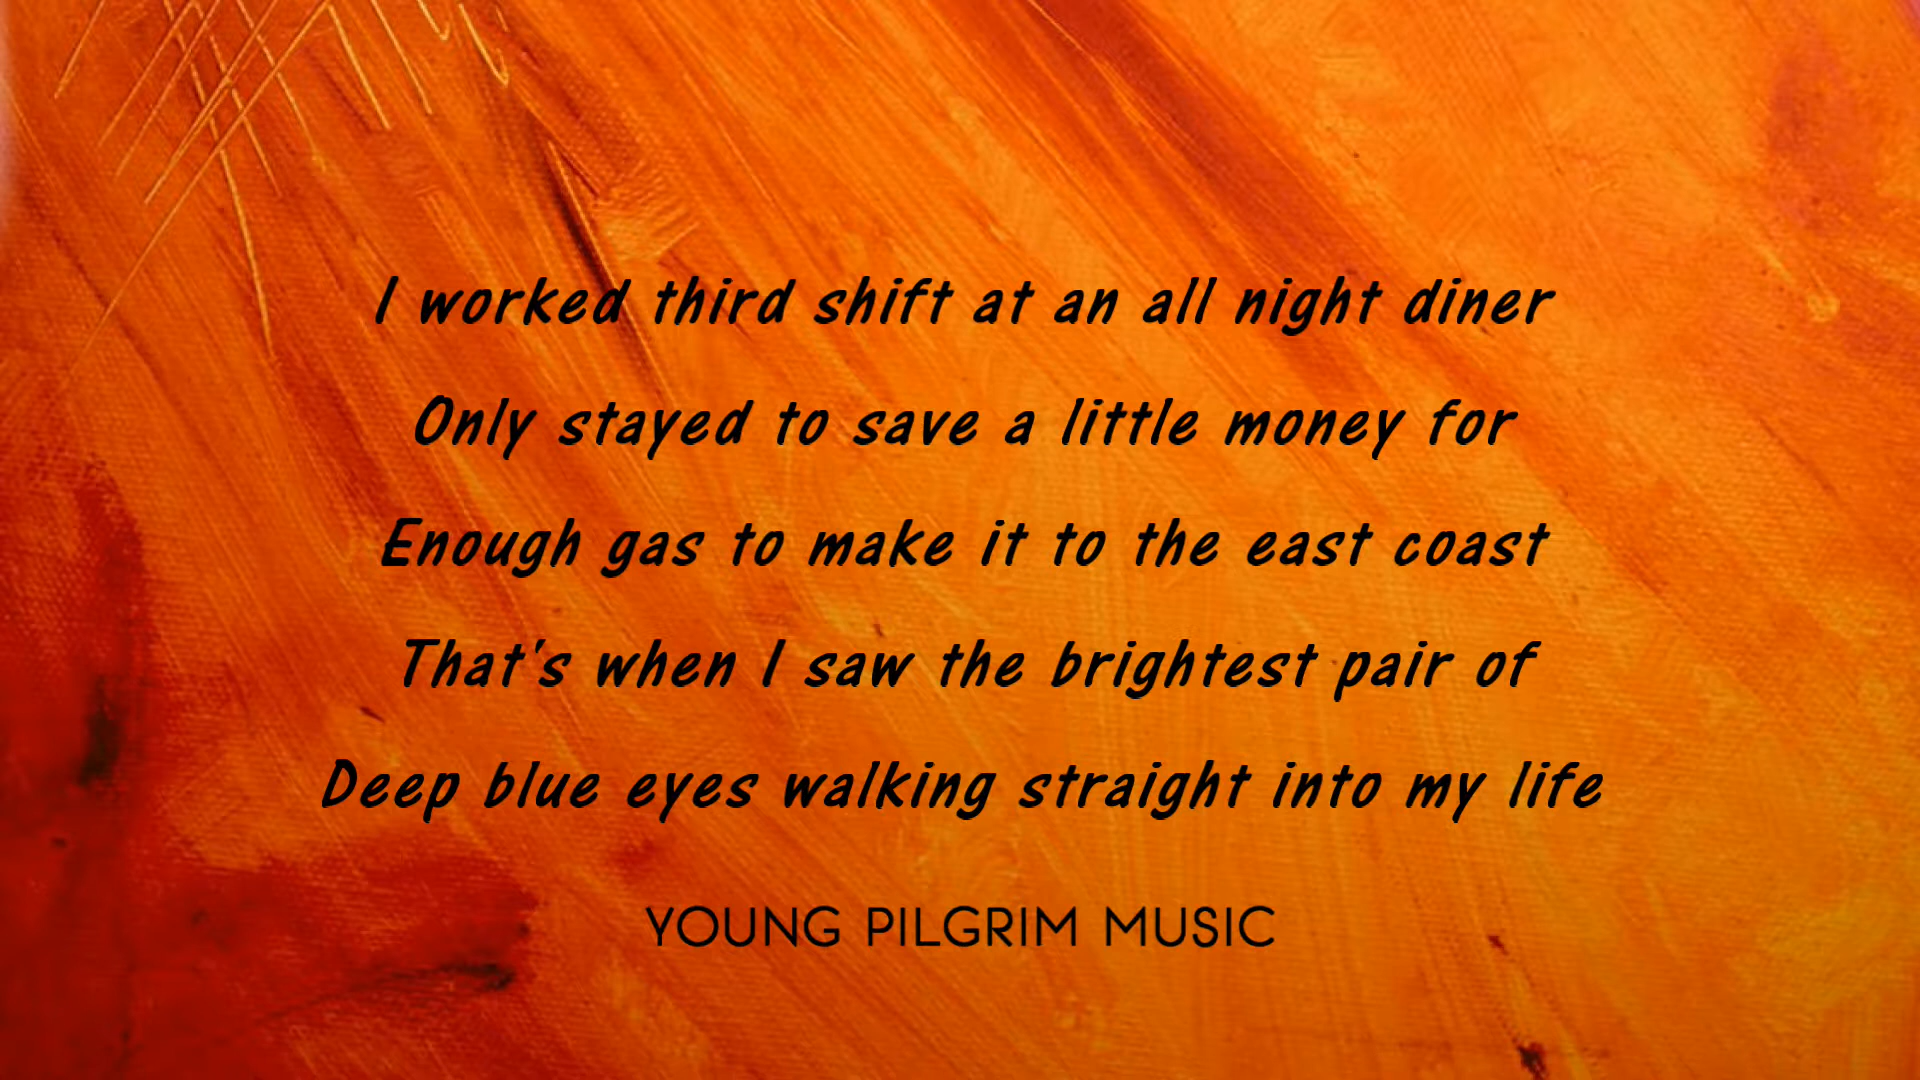 I worked third shift at an all night diner
Only stayed to save a little money for
Enough gas to make it to the east coast
That's when I saw the brightest pair of
Deep blue eyes walking straight into my life
YOUNG PILGRIM MUSIC